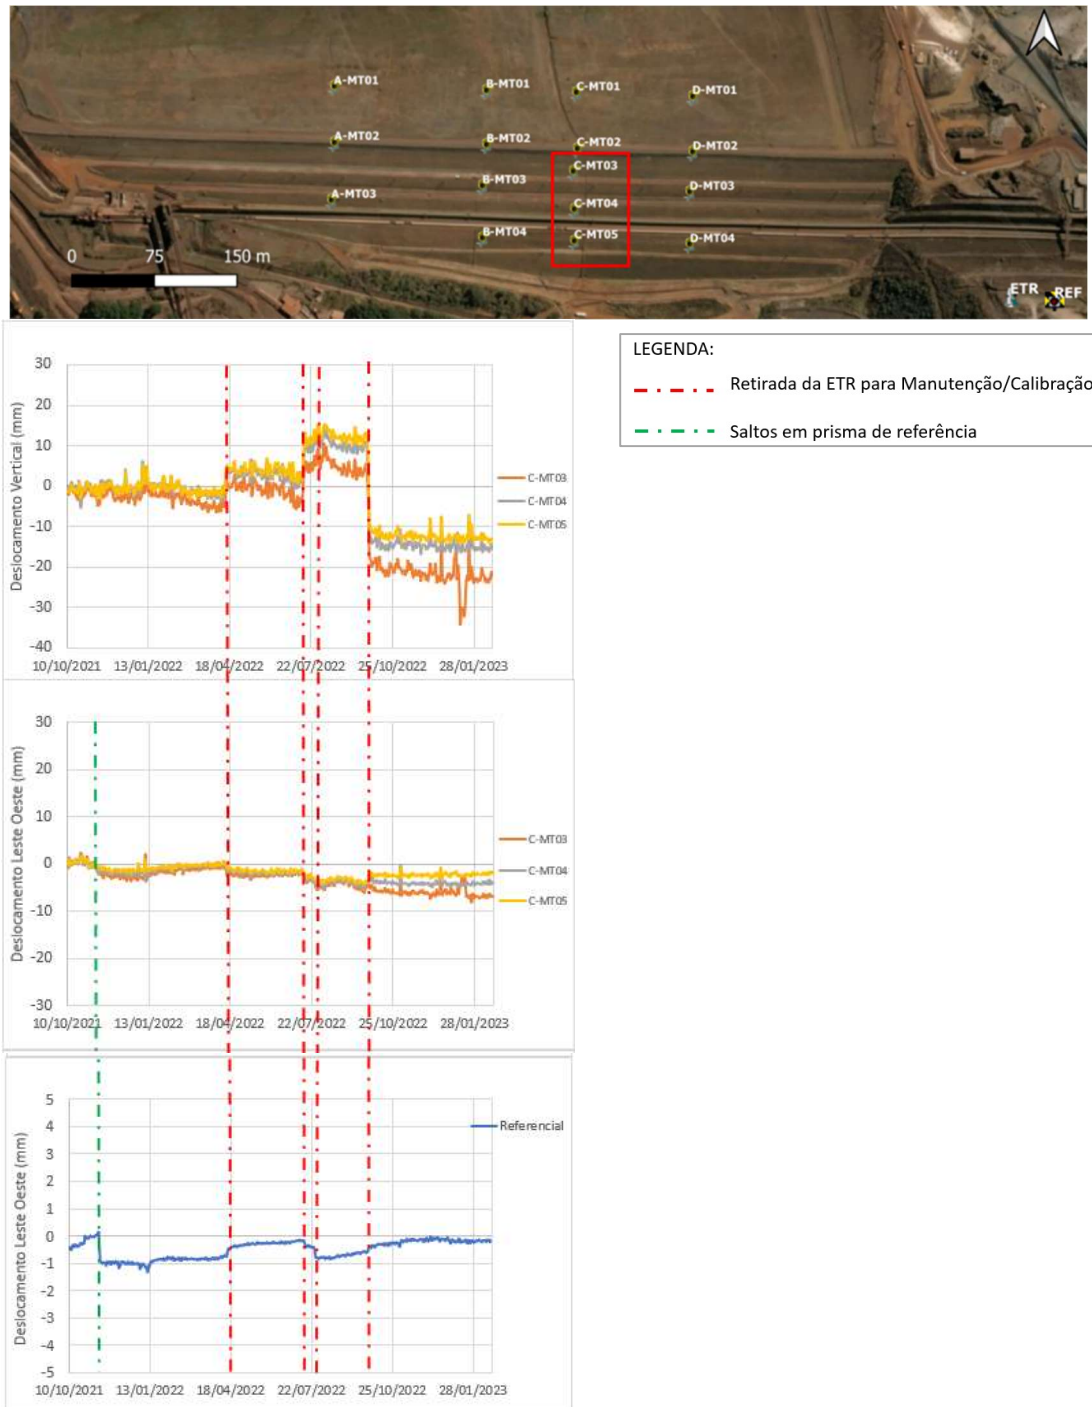 A-MT01
B-MT01
C-MT01
D-MT01
A-MT02
B-MT02
C-MT02
D-MT02
C-MT03
B-MT03
D-MT03
A-MT03
C-MT04
B-MT04
C-MT05
D-MT04
0 75 150 m
ETR
REF
LEGENDA:
Retirada da ETR para Manutenção/Calibração
Saltos em prisma de referência
Deslocamento Vertical (mm)
30
20
10
0
-10
-20
-30
-40
10/10/2021 13/01/2022 18/04/2022 22/07/2022 25/10/2022 28/01/2023
C-MT03
C-MT04
C-MT05
Deslocamento Leste Oeste (mm)
30
20
10
0
-10
-20
-30
10/10/2021 13/01/2022 18/04/2022 22/07/2022 25/10/2022 28/01/2023
C-MT03
C-MT04
C-MT05
Deslocamento Leste Oeste (mm)
5
4
3
2
1
0
-1
-2
-3
-4
-5
10/10/2021 13/01/2022 18/04/2022 22/07/2022 25/10/2022 28/01/2023
Referencial